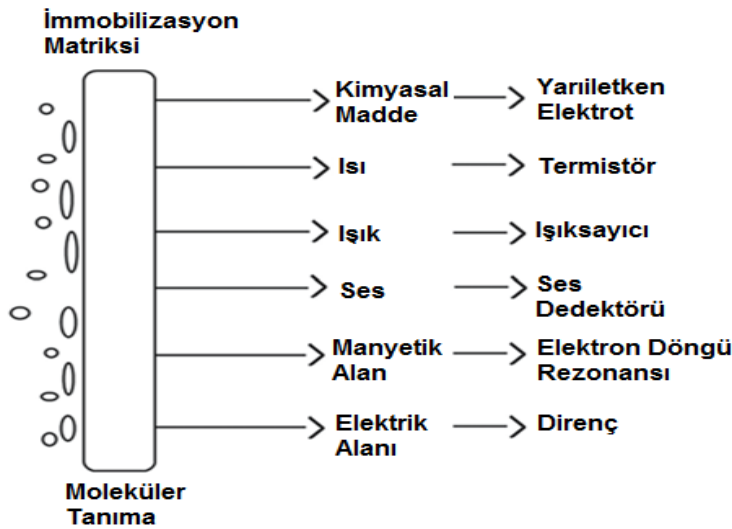 İmmobilizasyon
Matriksi
Kimyasal
Madde
Yarıiletken
Elektrot
Isı
Termistör
Işık
Işıksayıcı
Ses
Ses
Dedektörü
Manyetik
Alan
Elektron Döngü
Rezonansı
Elektrik
Alanı
Direnç
Moleküler
Tanıma